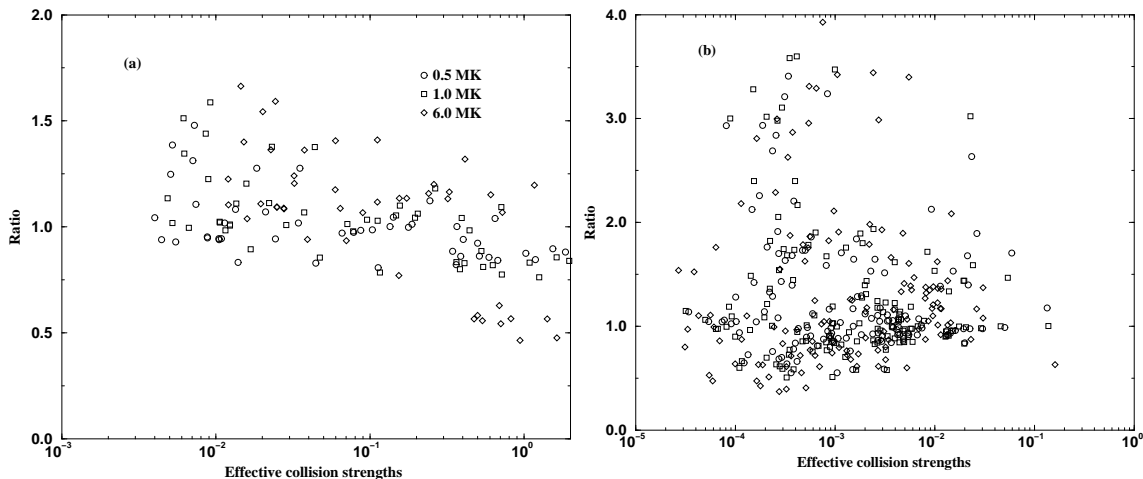 2.0
1.5
1.0
0.5
0.0
Ratio
(a)
0.5 MK
1.0 MK
6.0 MK
10⁻³ 10⁻² 10⁻¹ 10⁰
Effective collision strengths
4.0
3.0
2.0
1.0
0.0
Ratio
(b)
10⁻⁵ 10⁻⁴ 10⁻³ 10⁻² 10⁻¹ 10⁰
Effective collision strengths